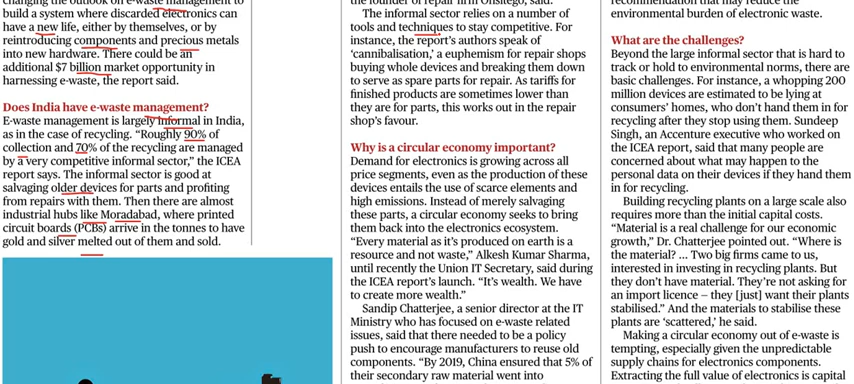 changing the outlook on e-waste management to
build a system where discarded electronics can
have a new life, either by themselves, or by
reintroducing components and precious metals
into new hardware. There could be an
additional $7 billion market opportunity in
harnessing e-waste, the report said.
Does India have e-waste management?
E-waste management is largely informal in India,
as in the case of recycling. “Roughly 90% of
collection and 70% of the recycling are managed
by a very competitive informal sector,” the ICEA
report says. The informal sector is good at
salvaging older devices for parts and profiting
from repairs with them. Then there are almost
industrial hubs like Moradabad, where printed
circuit boards (PCBs) arrive in the tonnes to have
gold and silver melted out of them and sold.
the founder of repair firm Onsitego, said.
The informal sector relies on a number of
tools and techniques to stay competitive. For
instance, the report’s authors speak of
‘cannibalisation,’ a euphemism for repair shops
buying whole devices and breaking them down
to serve as spare parts for repair. As tariffs for
finished products are sometimes lower than
they are for parts, this works out in the repair
shop’s favour.
Why is a circular economy important?
Demand for electronics is growing across all
price segments, even as the production of these
devices entails the use of scarce elements and
high emissions. Instead of merely salvaging
these parts, a circular economy seeks to bring
them back into the electronics ecosystem.
“Every material as it’s produced on earth is a
resource and not waste,” Alkesh Kumar Sharma,
until recently the Union IT Secretary, said during
the ICEA report’s launch. “It’s wealth. We have
to create more wealth.”
Sandip Chatterjee, a senior director at the IT
Ministry who has focused on e-waste related
issues, said that there needed to be a policy
push to encourage manufacturers to reuse old
components. “By 2019, China ensured that 5% of
their secondary raw material went into
recommendation that may reduce the
environmental burden of electronic waste.
What are the challenges?
Beyond the large informal sector that is hard to
track or hold to environmental norms, there are
basic challenges. For instance, a whopping 200
million devices are estimated to be lying at
consumers’ homes, who don’t hand them in for
recycling after they stop using them. Sundeep
Singh, an Accenture executive who worked on
the ICEA report, said that many people are
concerned about what may happen to the
personal data on their devices if they hand them
in for recycling.
Building recycling plants on a large scale also
requires more than the initial capital costs.
“Material is a real challenge for our economic
growth,” Dr. Chatterjee pointed out. “Where is
the material? ... Two big firms came to us,
interested in investing in recycling plants. But
they don’t have material. They’re not asking for
an import licence — they [just] want their plants
stabilised.” And the materials to stabilise these
plants are ‘scattered,’ he said.
Making a circular economy out of e-waste is
tempting, especially given the unpredictable
supply chains for electronics components.
Extracting the full value of electronics is capital